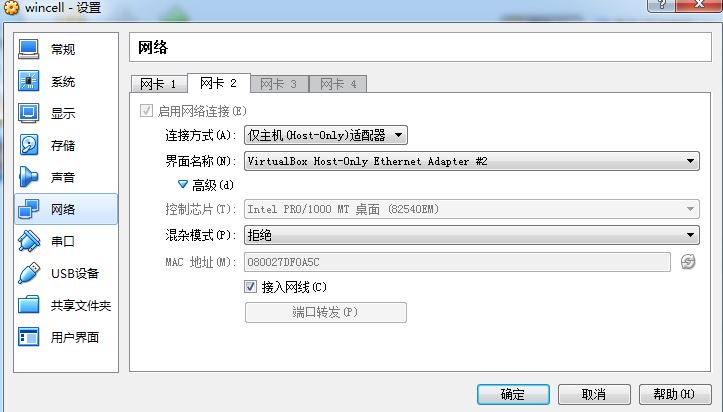 wincell - 设置
常规
系统
显示
存储
声音
网络
串口
USB设备
共享文件夹
用户界面
网络
网卡 1 网卡 2 网卡 3 网卡 4
启用网络连接(E)
连接方式(A): 仅主机(Host-Only)适配器
界面名称(N): VirtualBox Host-Only Ethernet Adapter #2
高级(d)
控制芯片(T): Intel PRO/1000 MT 桌面 (82540EM)
混杂模式(P): 拒绝
MAC 地址(M): 080027DF0A5C
接入网线(C)
端口转发(P)
确定 取消 帮助(H)